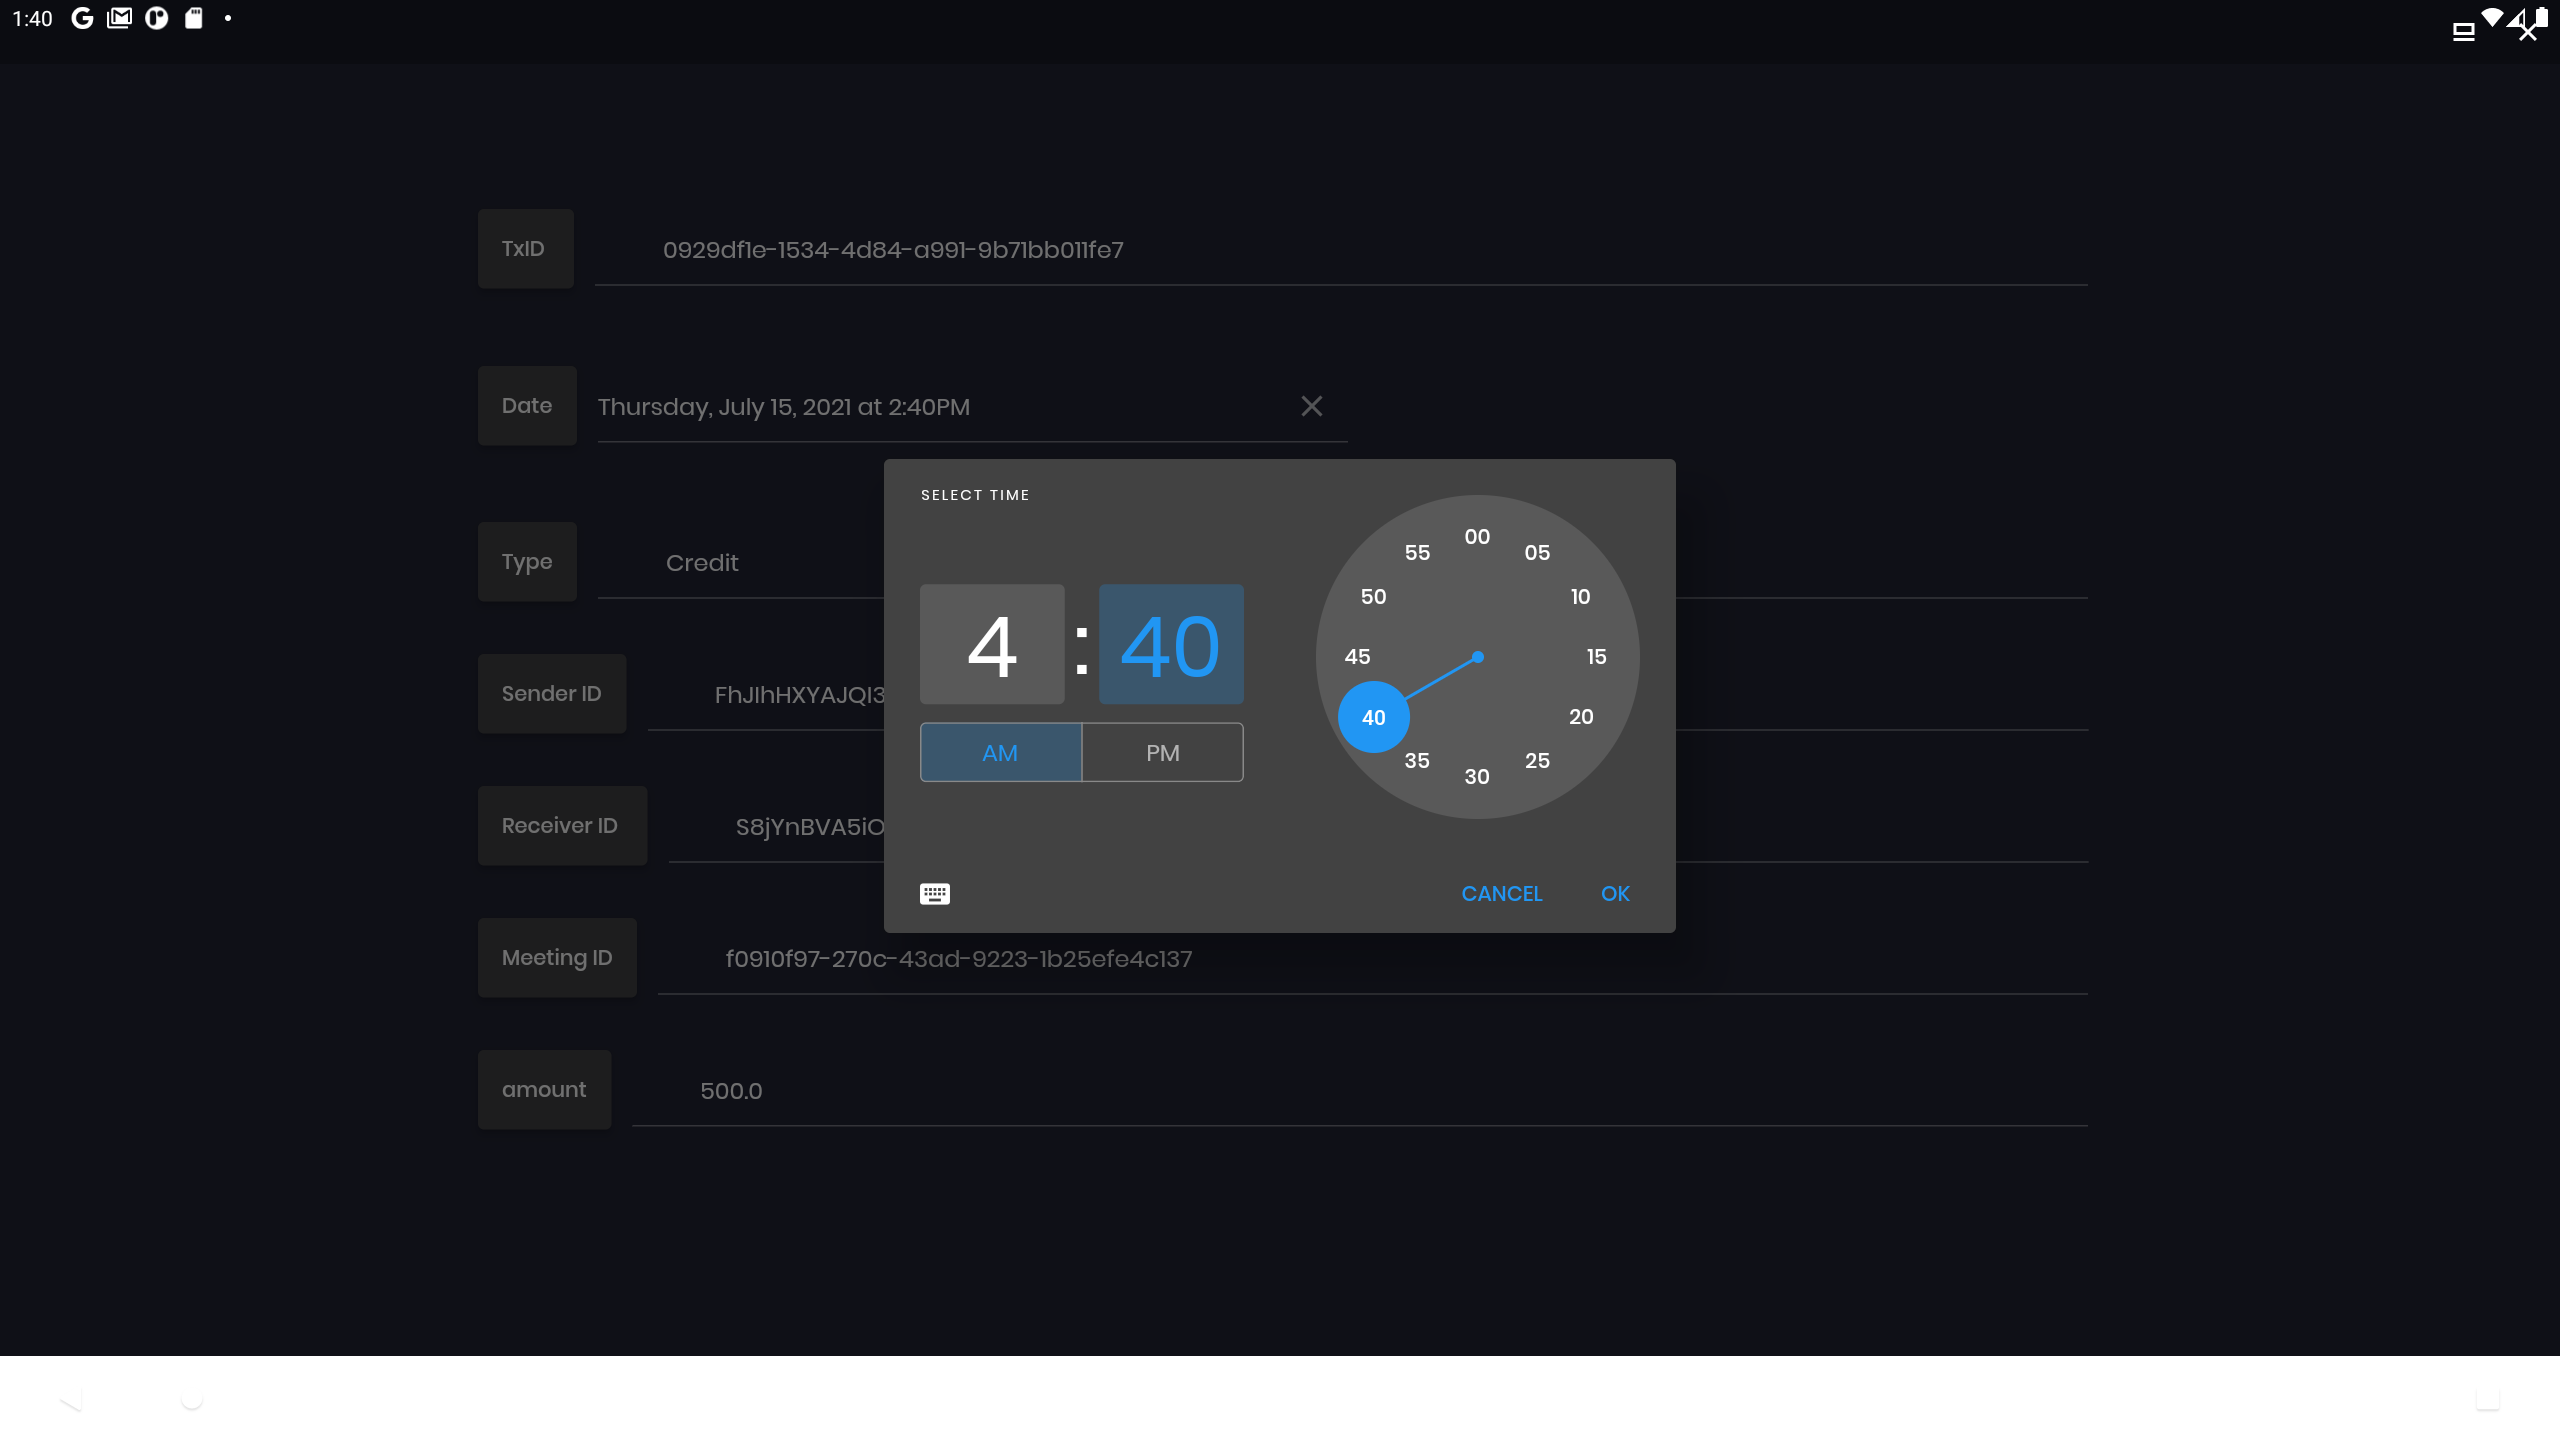 1:40
TxID
0929df1e-1534-4d84-a991-9b71bb011fe7
Date
Thursday, July 15, 2021 at 2:40PM
SELECT TIME
Type
Credit
4:40
AM
PM
00
05
10
15
20
25
30
35
40
45
50
55
Sender ID
FhJIhHXYAJQI3
Receiver ID
S8jYnBVA5iO
CANCEL
OK
Meeting ID
f0910f97-270c-43ad-9223-1b25efe4c137
amount
500.0